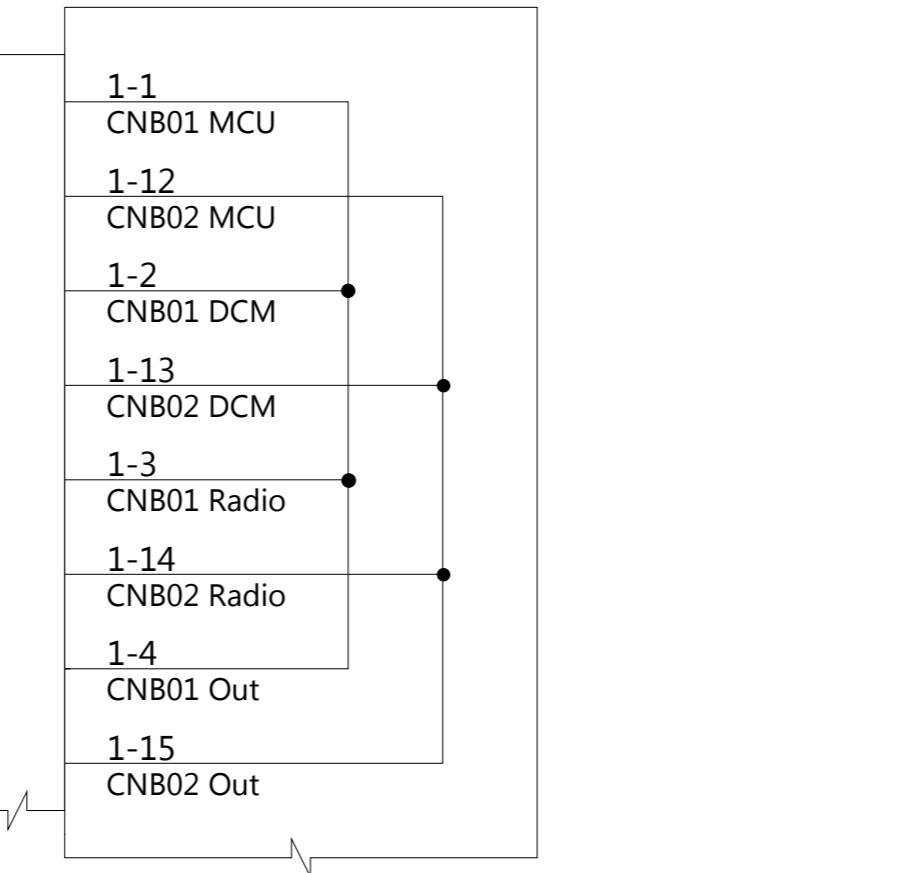 1-1
CNB01 MCU
1-12
CNB02 MCU
1-2
CNB01 DCM
1-13
CNB02 DCM
1-3
CNB01 Radio
1-14
CNB02 Radio
1-4
CNB01 Out
1-15
CNB02 Out